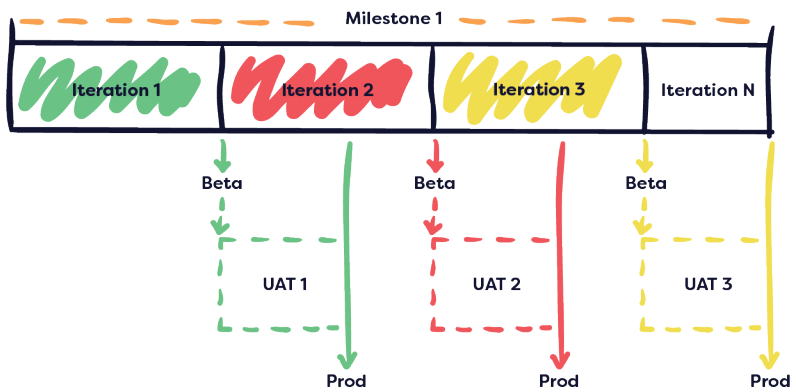 Milestone 1
Iteration 1
Iteration 2
Iteration 3
Iteration N
Beta
Beta
Beta
UAT 1
UAT 2
UAT 3
Prod
Prod
Prod